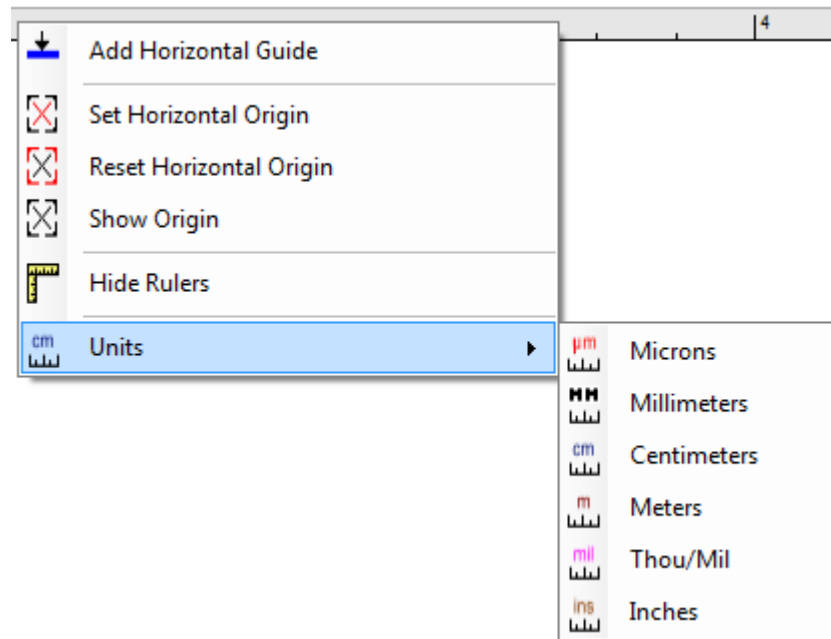 4
Add Horizontal Guide
Set Horizontal Origin
Reset Horizontal Origin
Show Origin
Hide Rulers
cm Units
µm Microns
MM Millimeters
cm Centimeters
m Meters
mil Thou/Mil
ins Inches